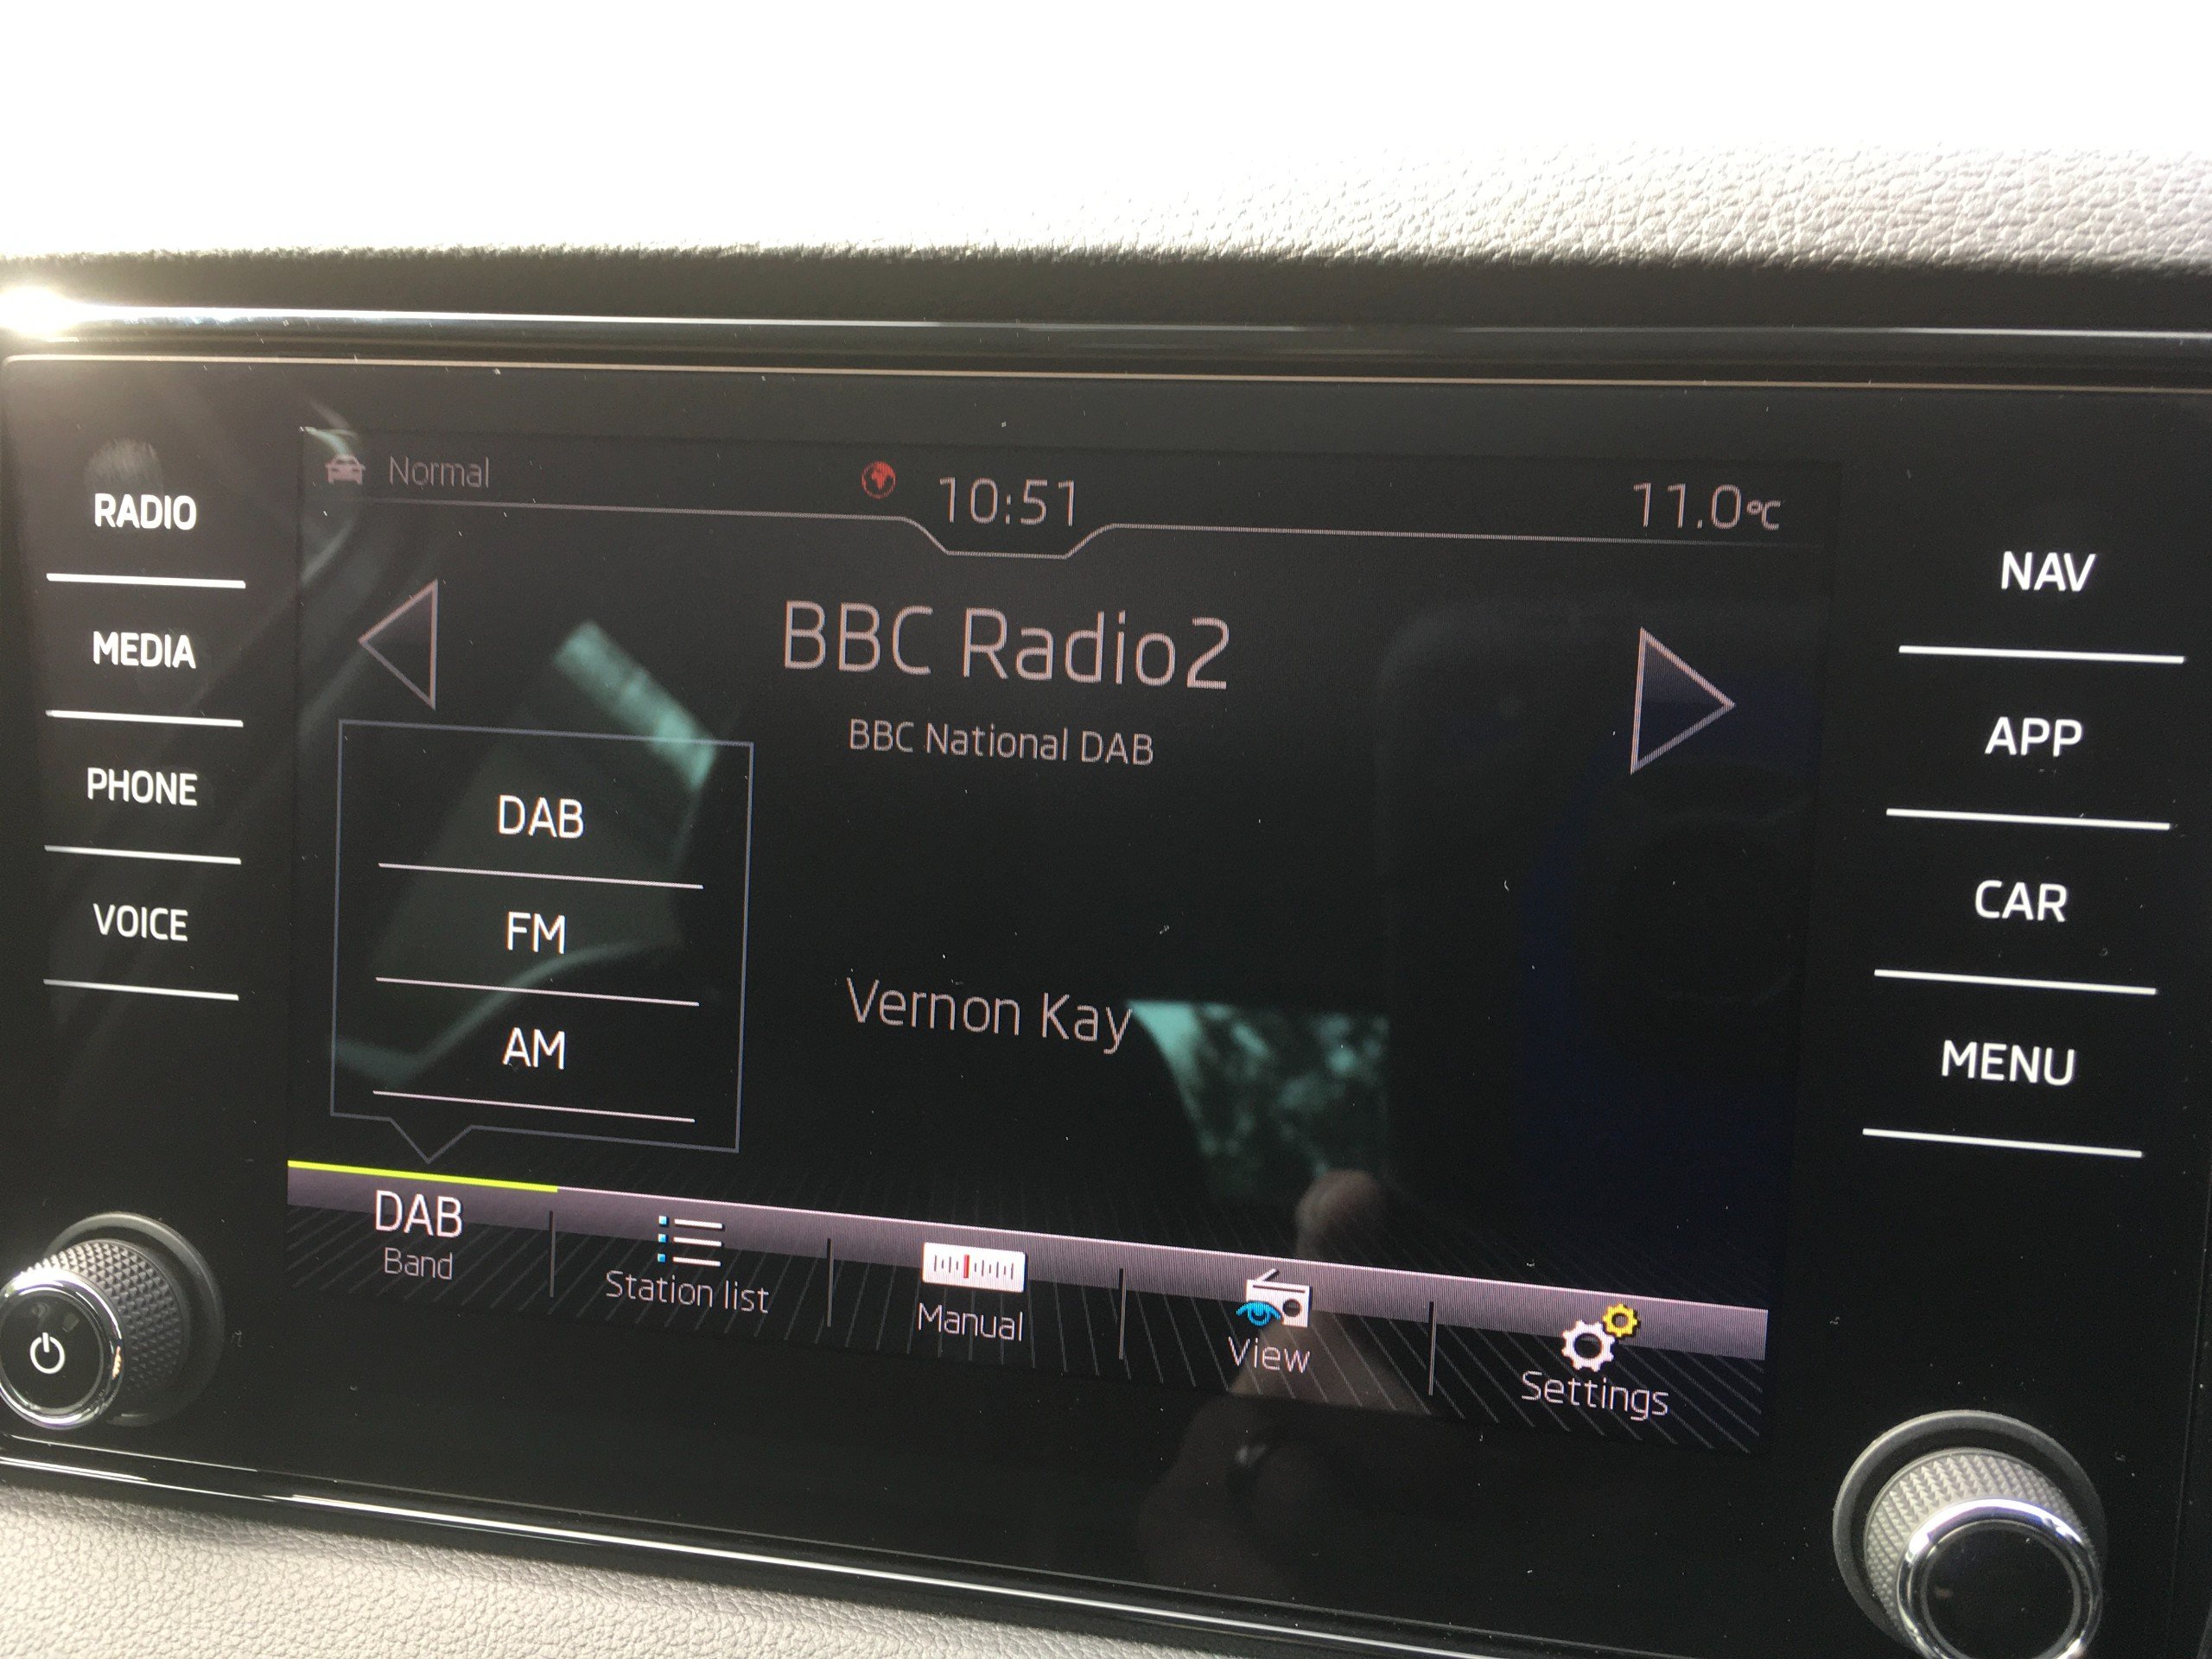 Normal
10:51
11.0°C
RADIO
MEDIA
PHONE
VOICE
BBC Radio2
BBC National DAB
DAB
FM
AM
Vernon Kay
DAB
Band
Station list
Manual
View
Settings
NAV
APP
CAR
MENU